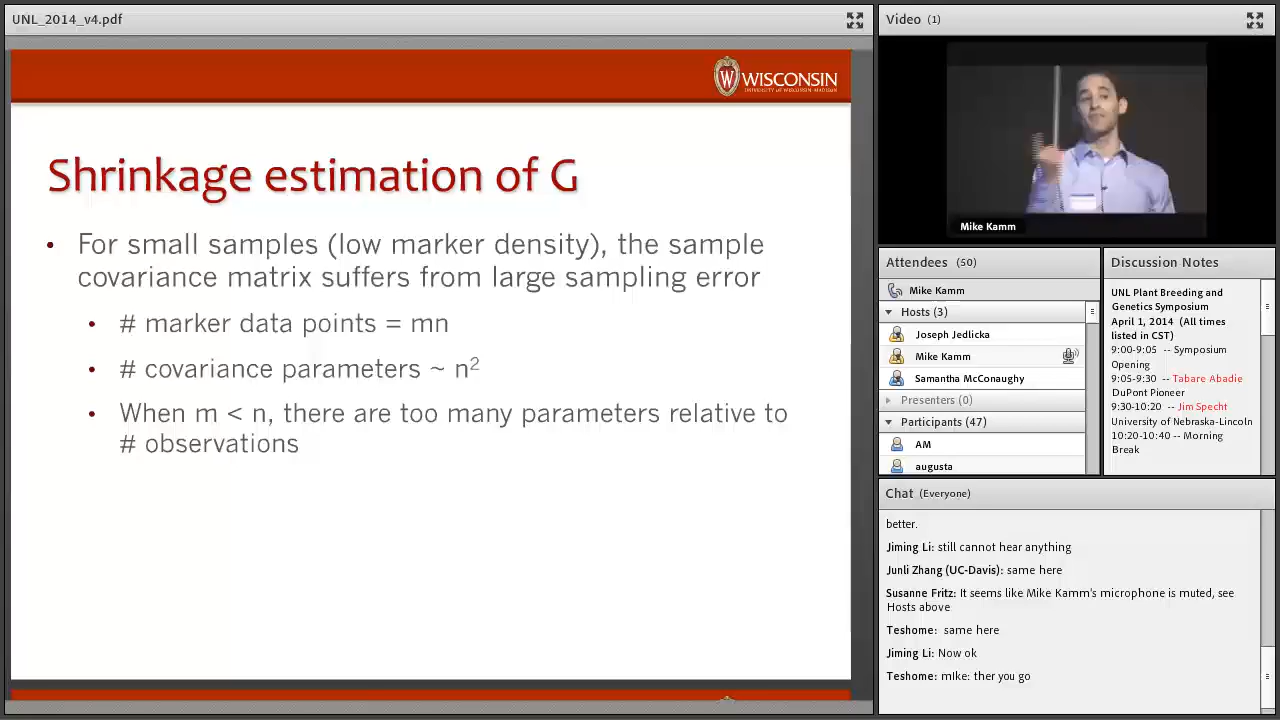 UNL_2014_v4.pdf
WISCONSIN
UNIVERSITY OF WISCONSIN-MADISON
Shrinkage estimation of G
• For small samples (low marker density), the sample
covariance matrix suffers from large sampling error
• # marker data points = mn
• # covariance parameters ~ n²
• When m < n, there are too many parameters relative to
# observations
Video (1)
Mike Kamm
Attendees (50)
Mike Kamm
Hosts (3)
Joseph Jedlicka
Mike Kamm
Samantha McConaughy
Presenters (0)
Participants (47)
AM
augusta
Discussion Notes
UNL Plant Breeding and
Genetics Symposium
April 1, 2014 (All times
listed in CST)
9:00-9:05 -- Symposium
Opening
9:05-9:30 -- Tabare Abadie
DuPont Pioneer
9:30-10:20 -- Jim Specht
University of Nebraska-Lincoln
10:20-10:40 -- Morning
Break
Chat (Everyone)
better.
Jiming Li: still cannot hear anything
Junli Zhang (UC-Davis): same here
Susanne Fritz: It seems like Mike Kamm's microphone is muted, see
Hosts above
Teshome: same here
Jiming Li: Now ok
Teshome: mIke: ther you go